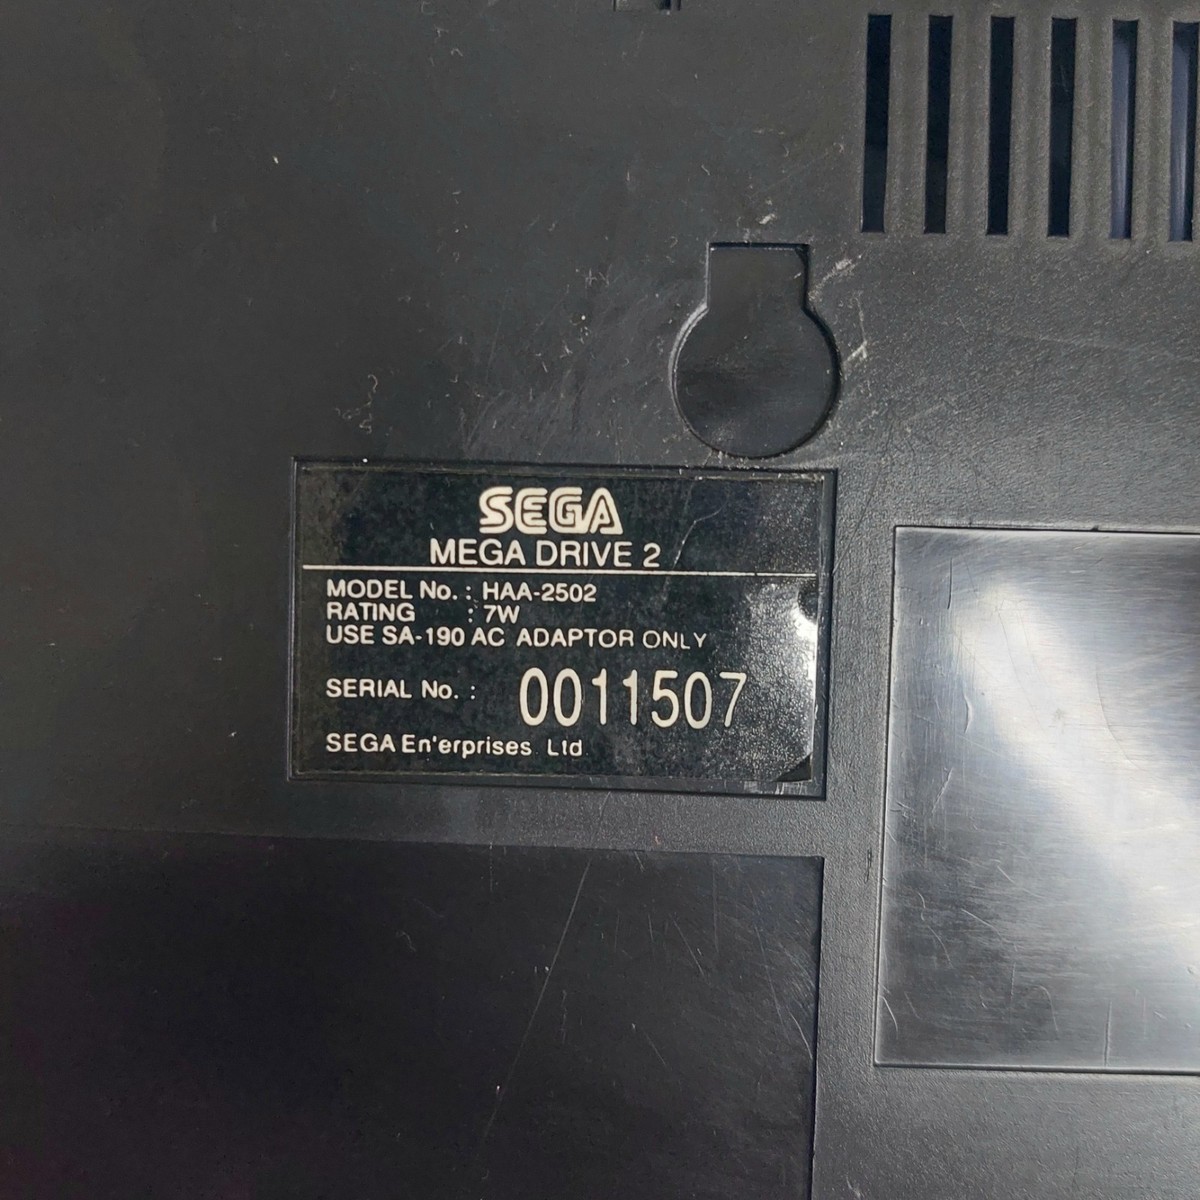 SEGA
MEGA DRIVE 2
MODEL No. : HAA-2502
RATING : 7W
USE SA-190 AC ADAPTOR ONLY
SERIAL No. : 0011507
SEGA En'erprises Ltd